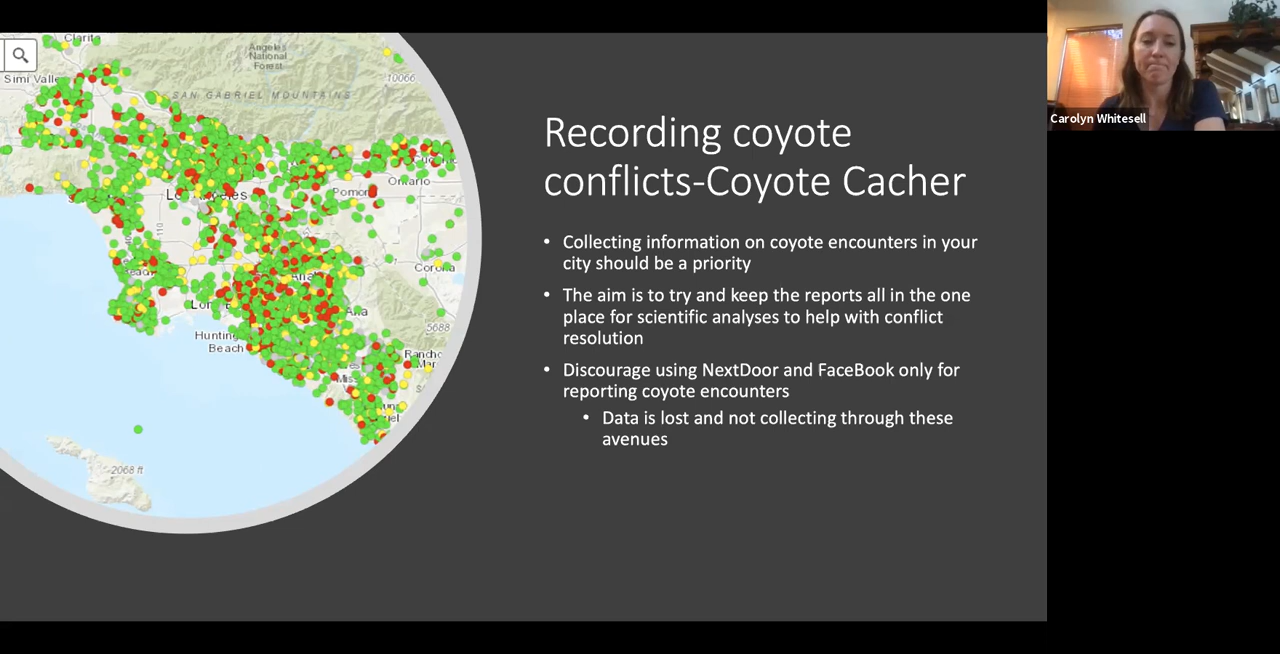 Clarita
Angeles
National
Forest
Simi Valle
10066
SAN GABRIEL MOUNTAINS
Ontario
Pomona
Corona
5688
Hunting
Beach
Rancho
Mar
2068 ft
Recording coyote
conflicts-Coyote Cacher
• Collecting information on coyote encounters in your
city should be a priority
• The aim is to try and keep the reports all in the one
place for scientific analyses to help with conflict
resolution
• Discourage using NextDoor and FaceBook only for
reporting coyote encounters
• Data is lost and not collecting through these
avenues
Carolyn Whitesell